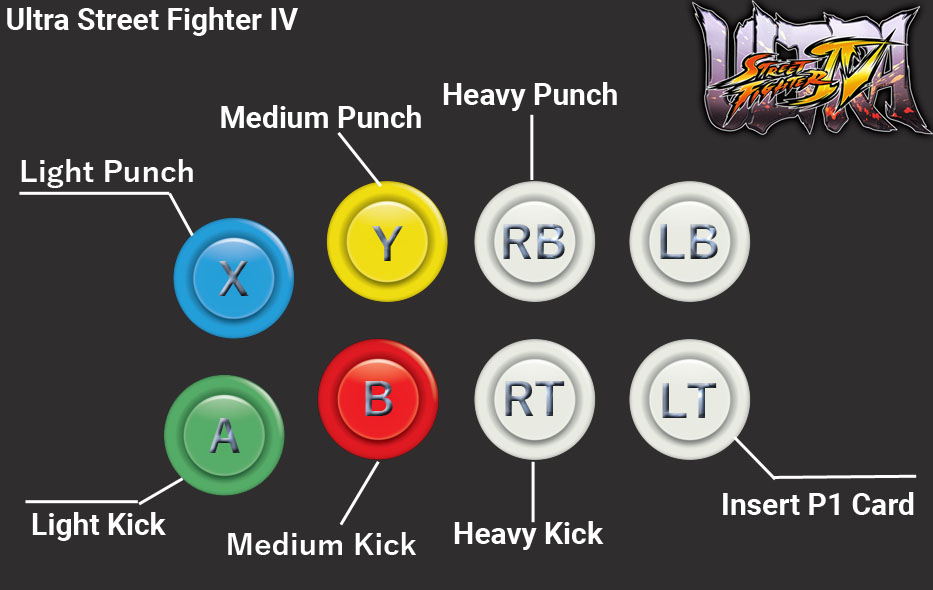 Ultra Street Fighter IV
ULTRA
STREET
FIGHTER IV
Heavy Punch
Medium Punch
Light Punch
X
Y
RB
LB
A
B
RT
LT
Insert P1 Card
Light Kick
Medium Kick
Heavy Kick